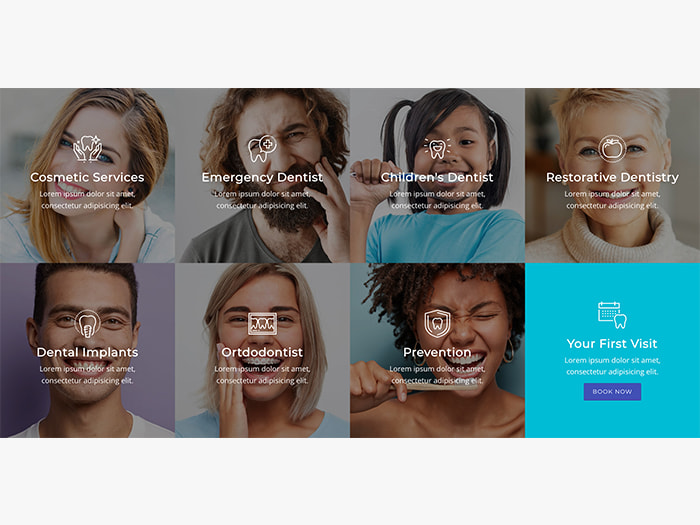 Cosmetic Services
Lorem ipsum dolor sit amet,
consectetur adipisicing elit.
Emergency Dentist
Lorem ipsum dolor sit amet,
consectetur adipisicing elit.
Children's Dentist
Lorem ipsum dolor sit amet,
consectetur adipisicing elit.
Restorative Dentistry
Lorem ipsum dolor sit amet,
consectetur adipisicing elit.
Dental Implants
Lorem ipsum dolor sit amet,
consectetur adipisicing elit.
Ortdodontist
Lorem ipsum dolor sit amet,
consectetur adipisicing elit.
Prevention
Lorem ipsum dolor sit amet,
consectetur adipisicing elit.
Your First Visit
Lorem ipsum dolor sit amet,
consectetur adipisicing elit.
BOOK NOW